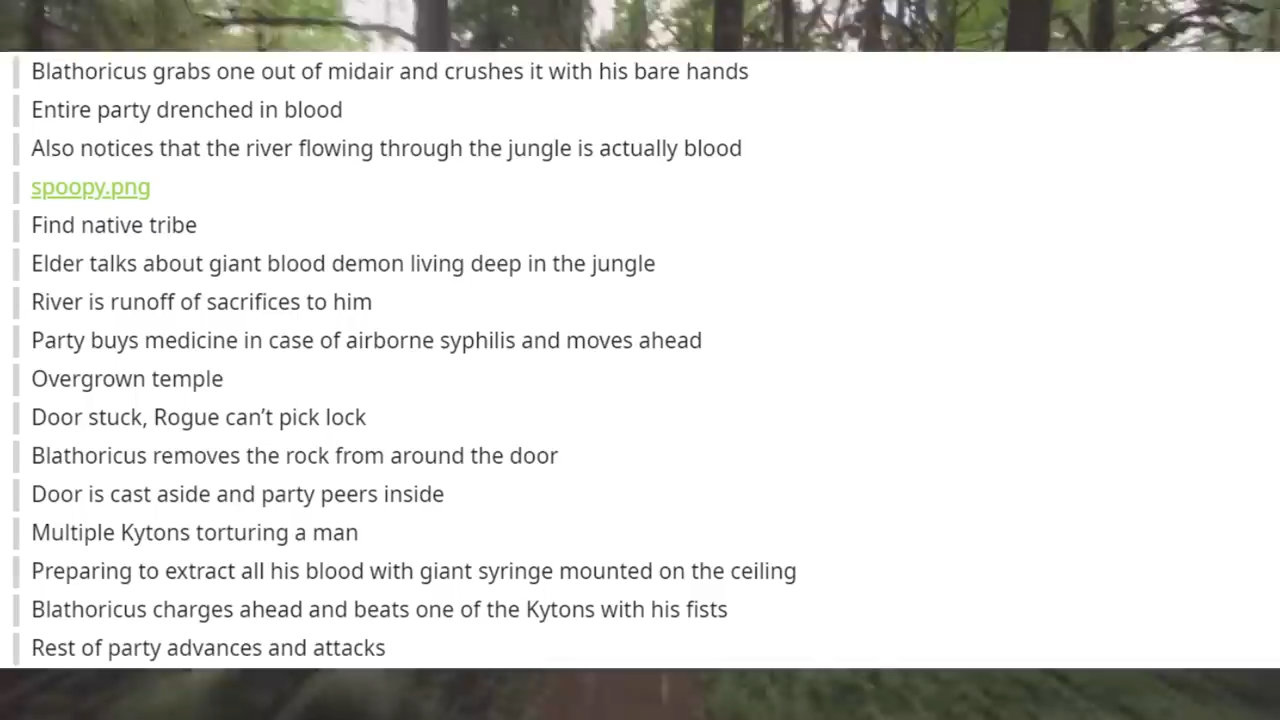 Blathoricus grabs one out of midair and crushes it with his bare hands
Entire party drenched in blood
Also notices that the river flowing through the jungle is actually blood
spoopy.png
Find native tribe
Elder talks about giant blood demon living deep in the jungle
River is runoff of sacrifices to him
Party buys medicine in case of airborne syphilis and moves ahead
Overgrown temple
Door stuck, Rogue can’t pick lock
Blathoricus removes the rock from around the door
Door is cast aside and party peers inside
Multiple Kytons torturing a man
Preparing to extract all his blood with giant syringe mounted on the ceiling
Blathoricus charges ahead and beats one of the Kytons with his fists
Rest of party advances and attacks